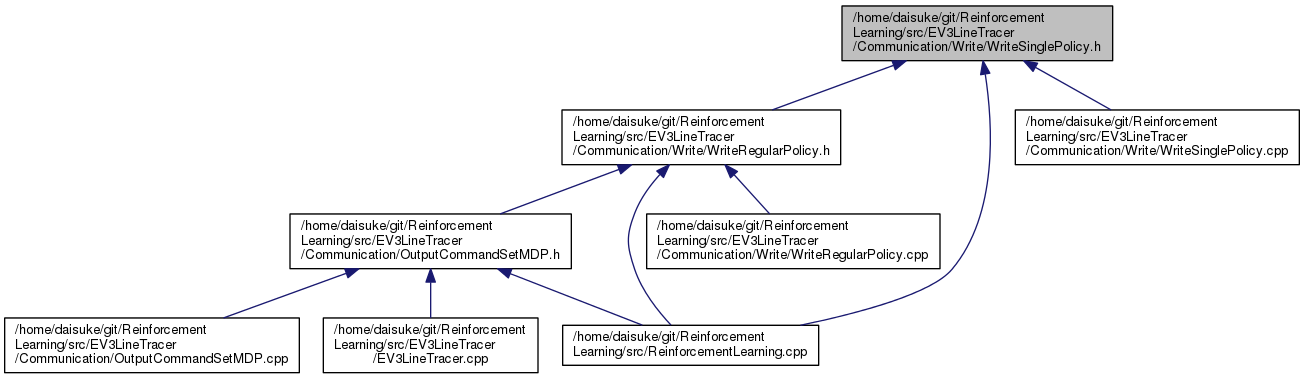 /home/daisuke/git/Reinforcement
Learning/src/EV3LineTracer
/Communication/Write/WriteSinglePolicy.h
/home/daisuke/git/Reinforcement
Learning/src/EV3LineTracer
/Communication/Write/WriteRegularPolicy.h
/home/daisuke/git/Reinforcement
Learning/src/EV3LineTracer
/Communication/Write/WriteSinglePolicy.cpp
/home/daisuke/git/Reinforcement
Learning/src/EV3LineTracer
/Communication/OutputCommandSetMDP.h
/home/daisuke/git/Reinforcement
Learning/src/EV3LineTracer
/Communication/Write/WriteRegularPolicy.cpp
/home/daisuke/git/Reinforcement
Learning/src/EV3LineTracer
/Communication/OutputCommandSetMDP.cpp
/home/daisuke/git/Reinforcement
Learning/src/EV3LineTracer
/EV3LineTracer.cpp
/home/daisuke/git/Reinforcement
Learning/src/ReinforcementLearning.cpp